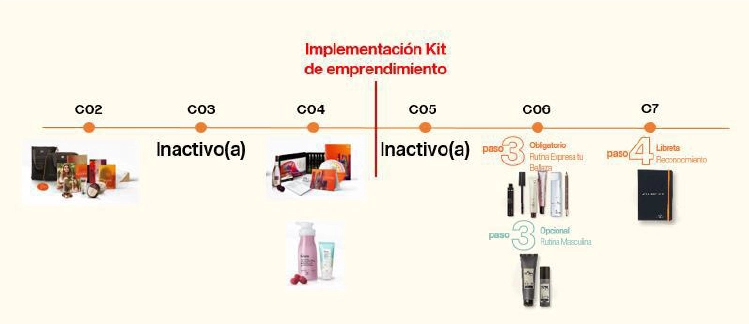 Implementación Kit
de emprendimiento
C02
C03
C04
C05
C06
C7
Inactivo(a)
Inactivo(a)
paso 3 Obligatorio
Rutina Expresa tu
Belleza
paso 4 Libreta
Reconocimiento
paso 3 Opcional
Rutina Masculina